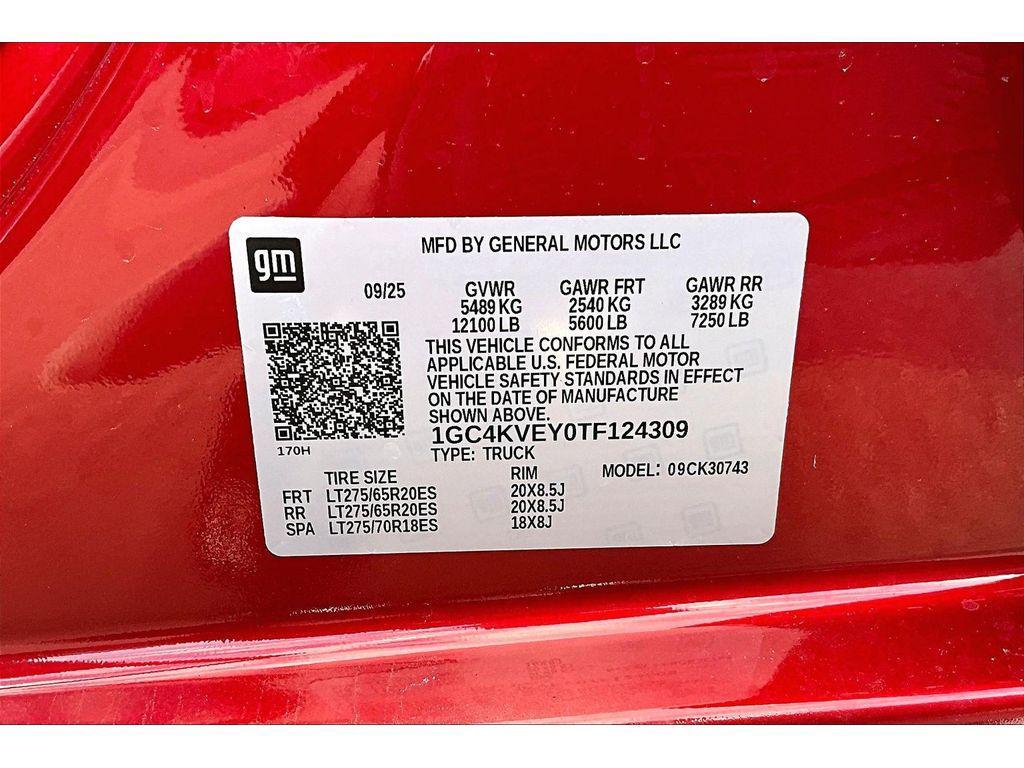 gm
MFD BY GENERAL MOTORS LLC
09/25 GVWR GAWR FRT GAWR RR
5489 KG 2540 KG 3289 KG
12100 LB 5600 LB 7250 LB
THIS VEHICLE CONFORMS TO ALL
APPLICABLE U.S. FEDERAL MOTOR
VEHICLE SAFETY STANDARDS IN EFFECT
ON THE DATE OF MANUFACTURE
SHOWN ABOVE.
170H
1GC4KVEY0TF124309
TYPE: TRUCK
TIRE SIZE RIM MODEL: 09CK30743
FRT LT275/65R20ES 20X8.5J
RR LT275/65R20ES 20X8.5J
SPA LT275/70R18ES 18X8J